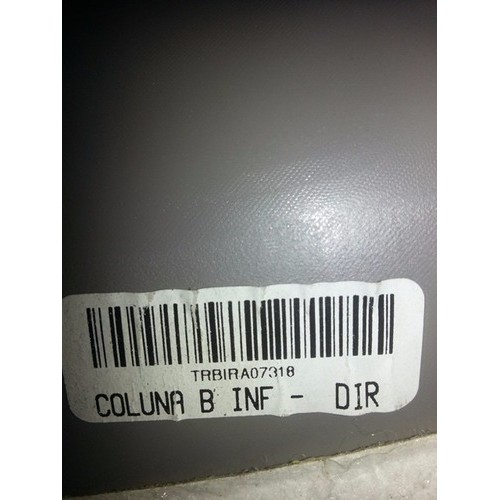 TRBIRA07318
COLUNA B INF - DIR